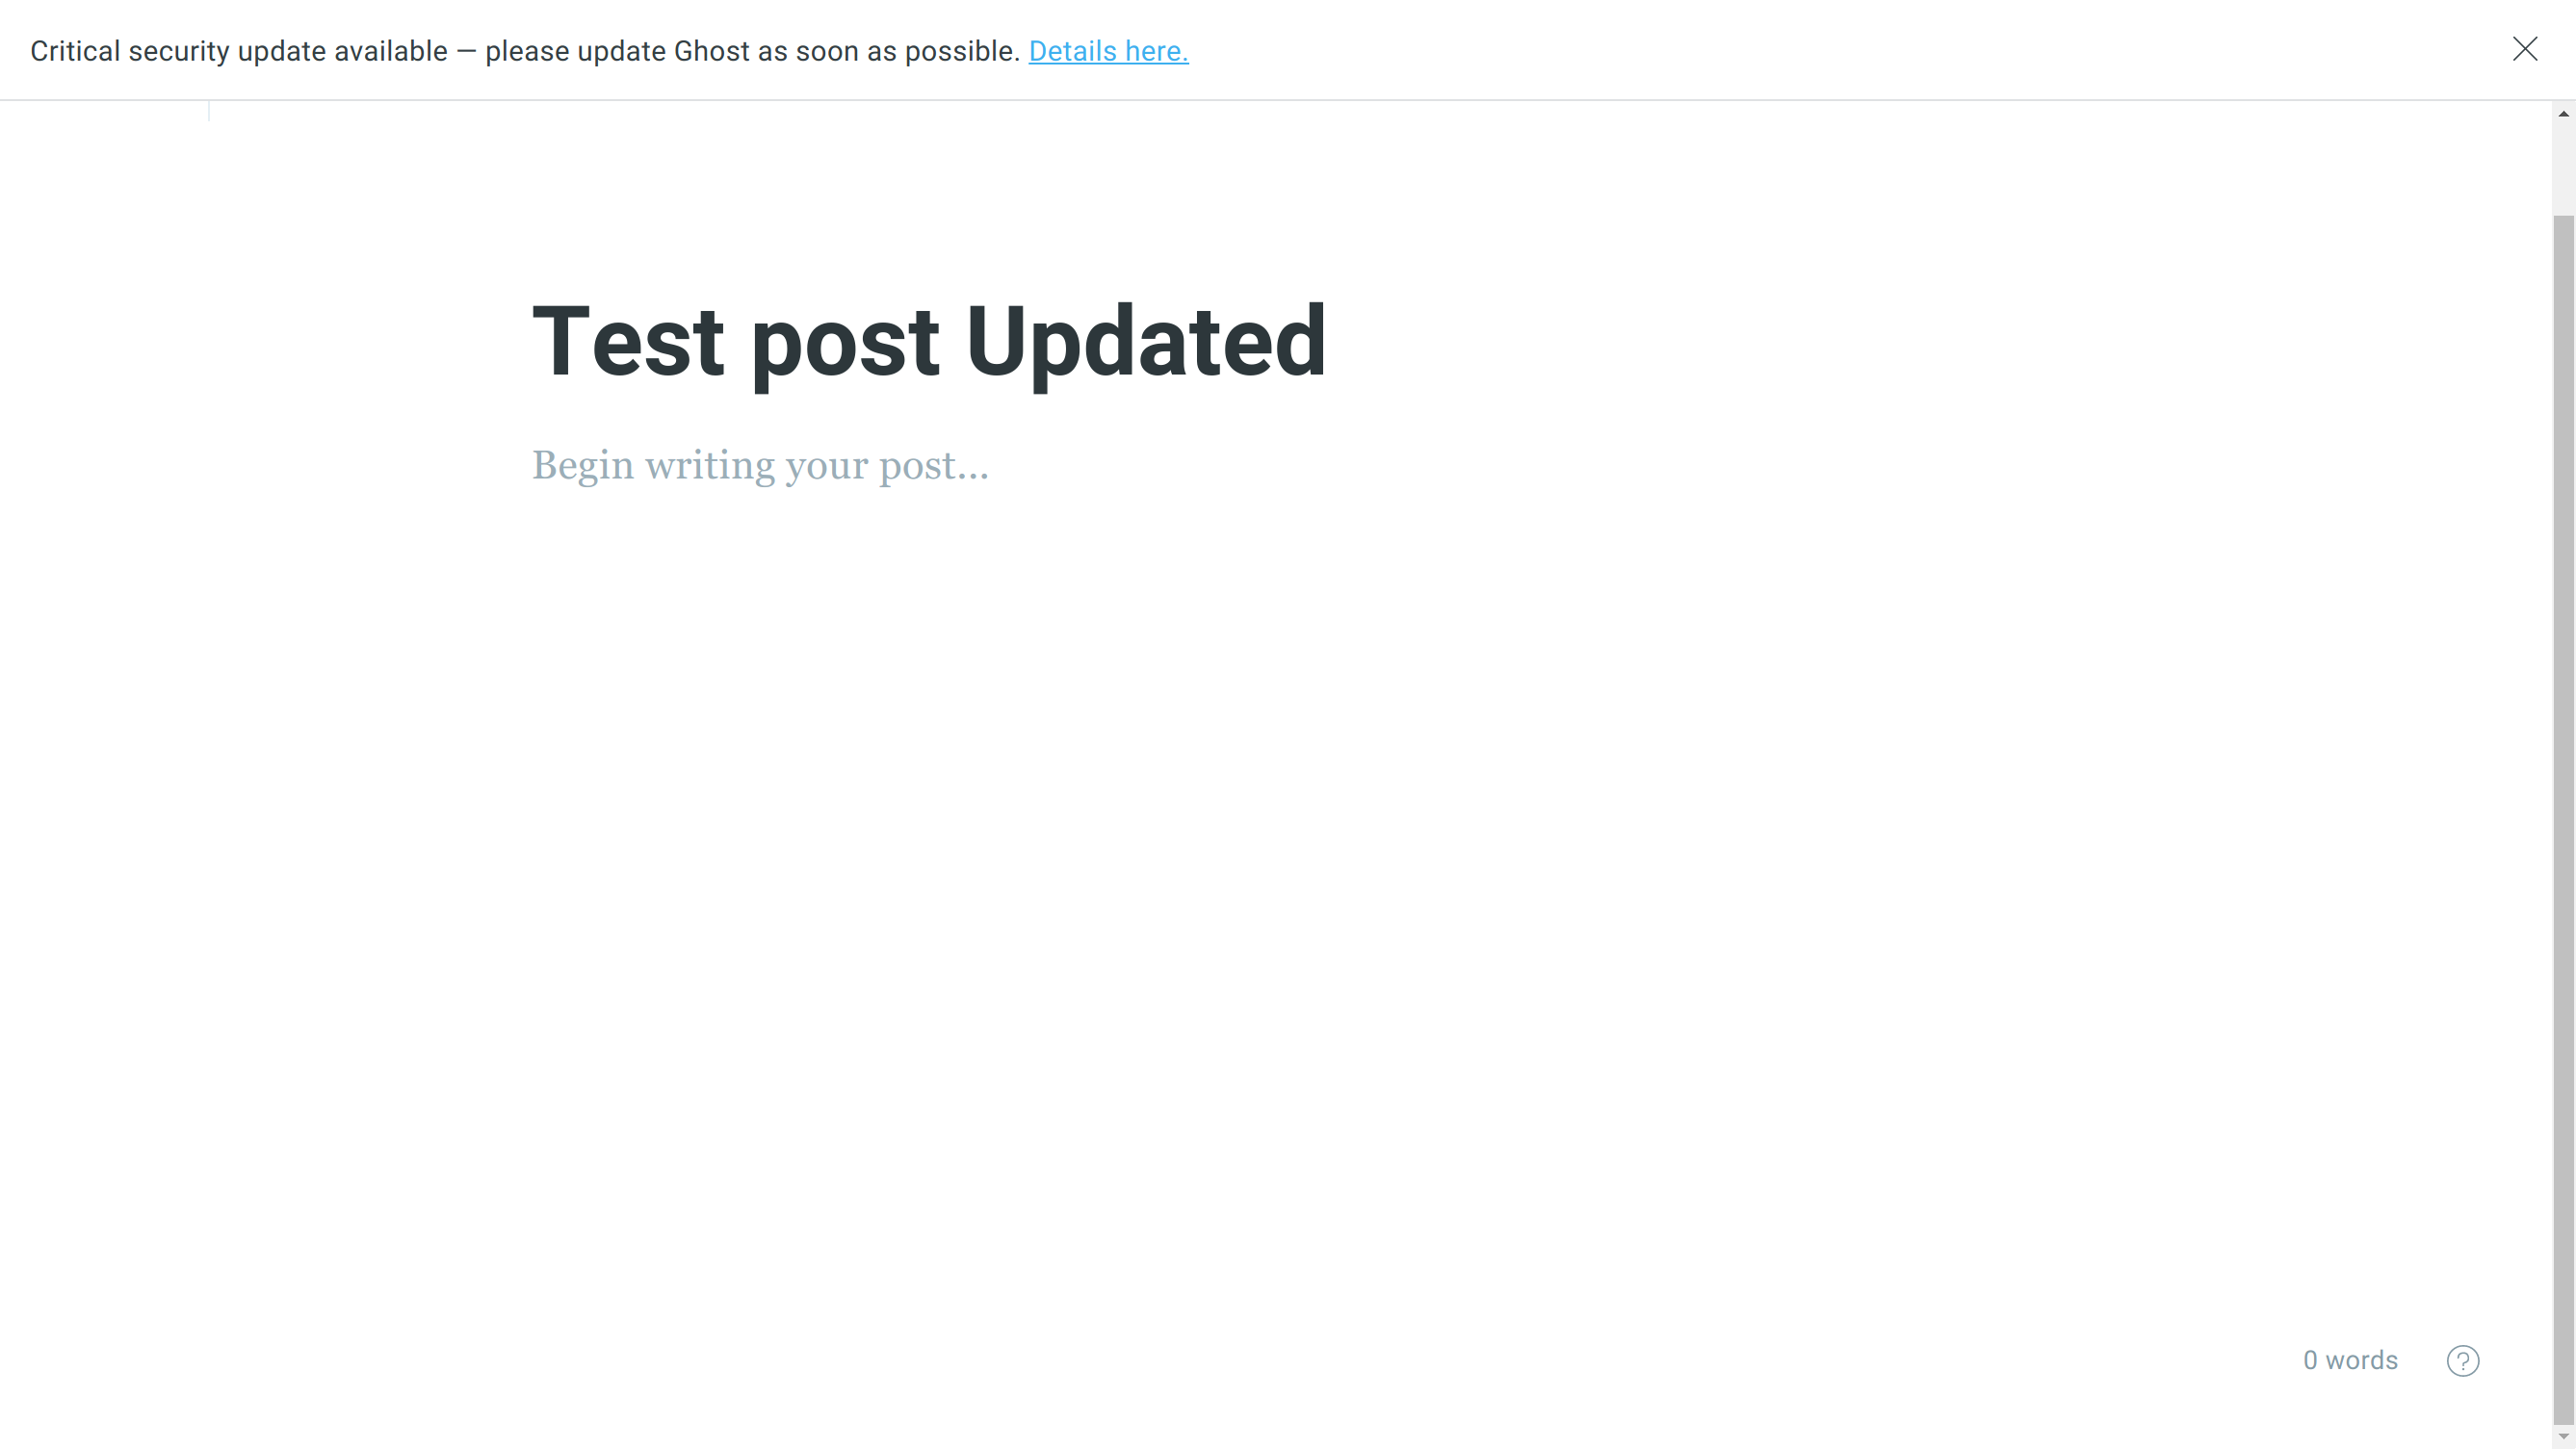 Critical security update available — please update Ghost as soon as possible. Details here.
Test post Updated
Begin writing your post...
0 words
?